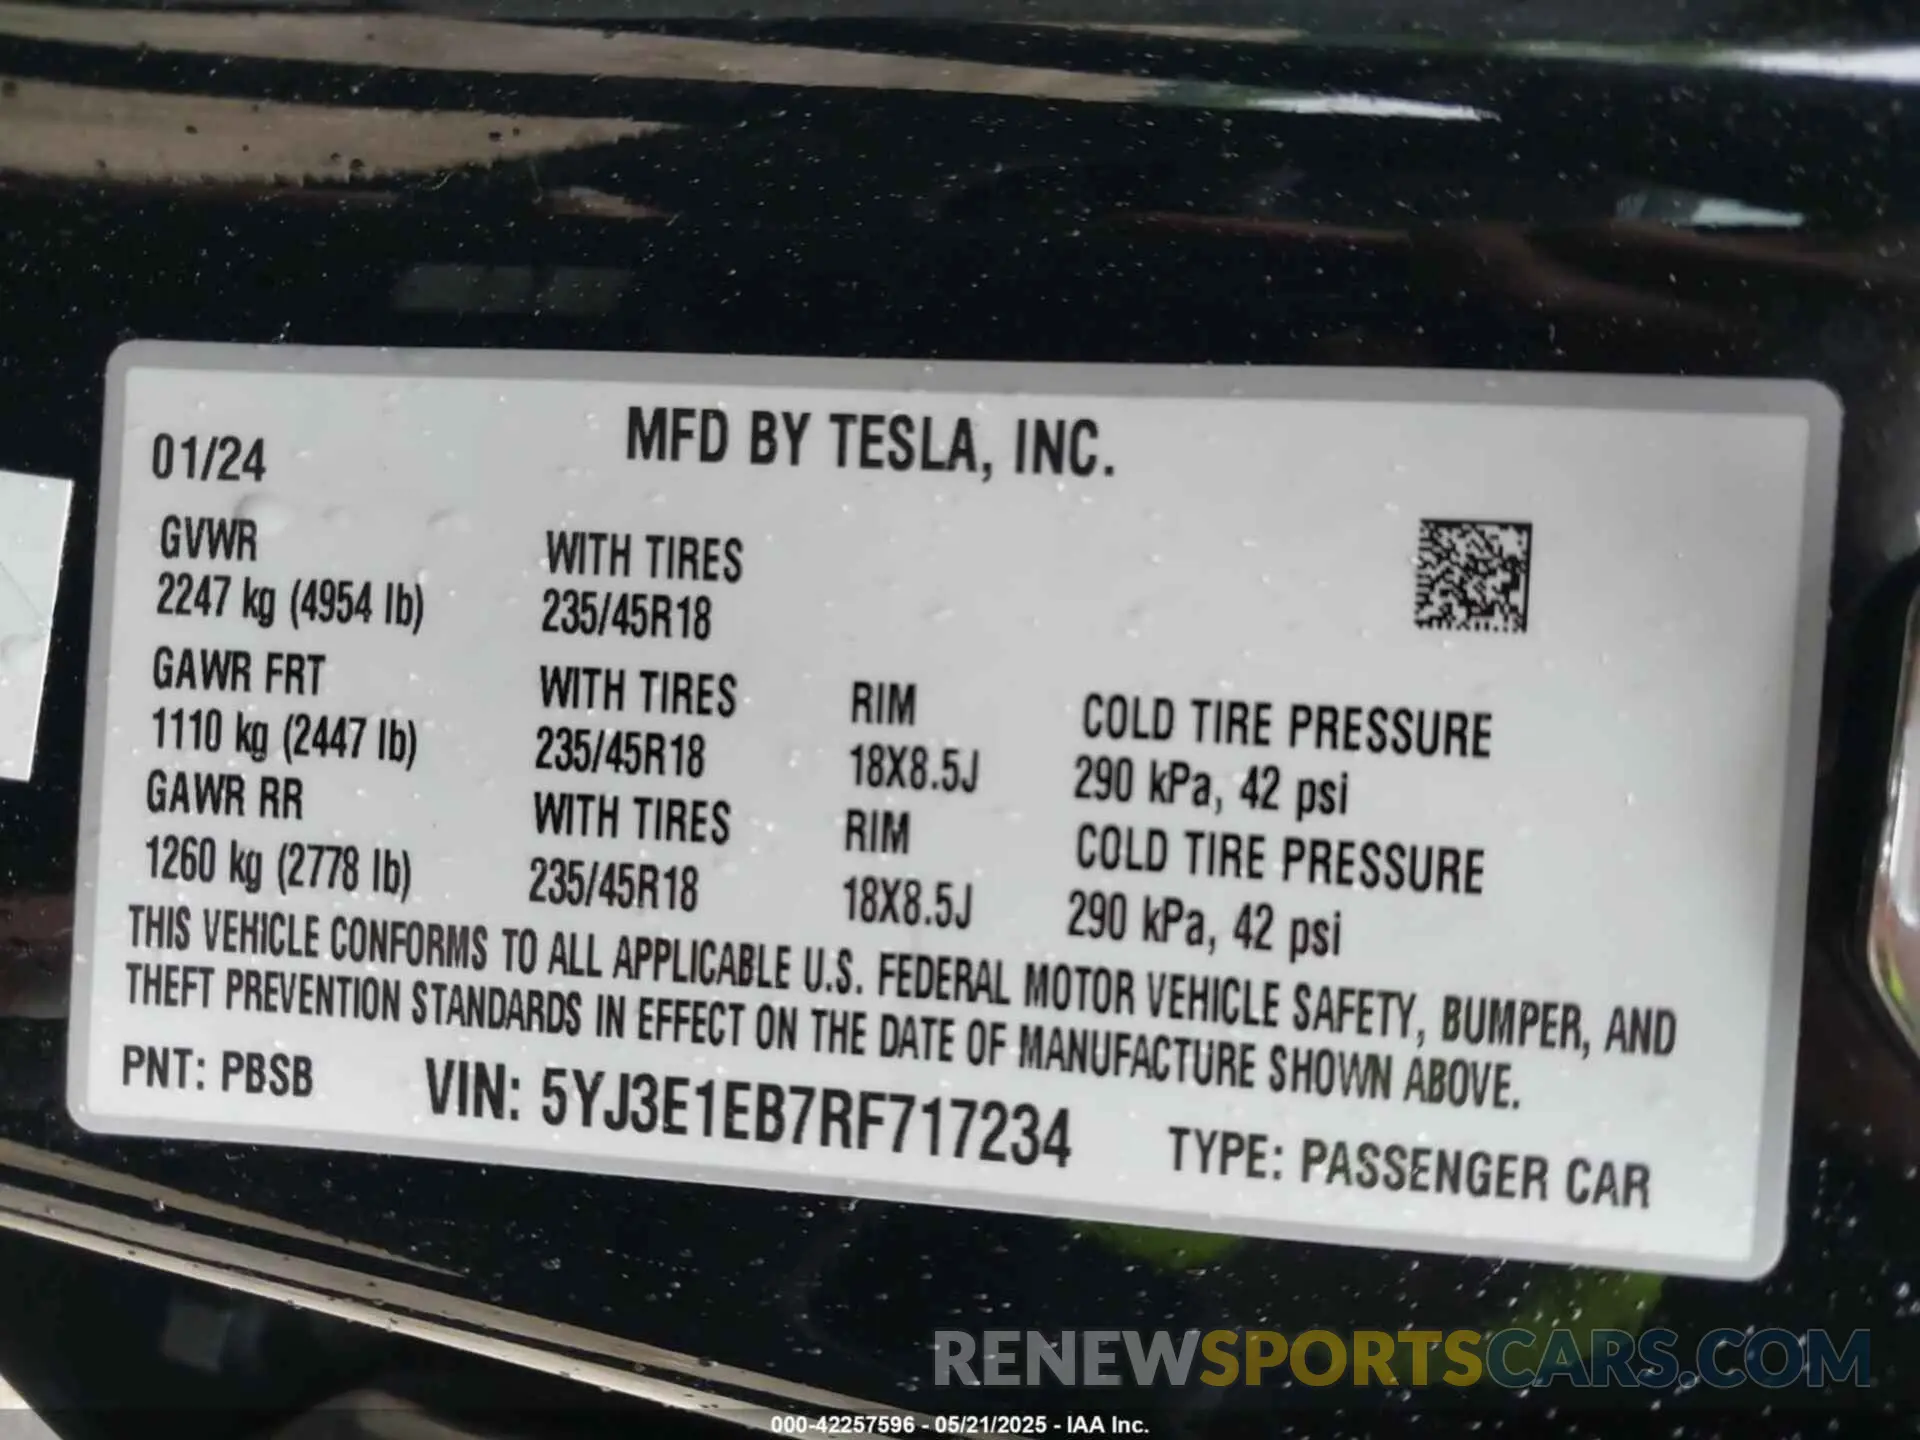 01/24 MFD BY TESLA, INC.
GVWR WITH TIRES
2247 kg (4954 lb) 235/45R18
GAWR FRT WITH TIRES RIM COLD TIRE PRESSURE
1110 kg (2447 lb) 235/45R18 18X8.5J 290 kPa, 42 psi
GAWR RR WITH TIRES RIM COLD TIRE PRESSURE
1260 kg (2778 lb) 235/45R18 18X8.5J 290 kPa, 42 psi
THIS VEHICLE CONFORMS TO ALL APPLICABLE U.S. FEDERAL MOTOR VEHICLE SAFETY, BUMPER, AND
THEFT PREVENTION STANDARDS IN EFFECT ON THE DATE OF MANUFACTURE SHOWN ABOVE.
PNT: PBSB VIN: 5YJ3E1EB7RF717234 TYPE: PASSENGER CAR
RENEWSPORTSCARS.COM
000-42257596 - 05/21/2025 - IAA Inc.